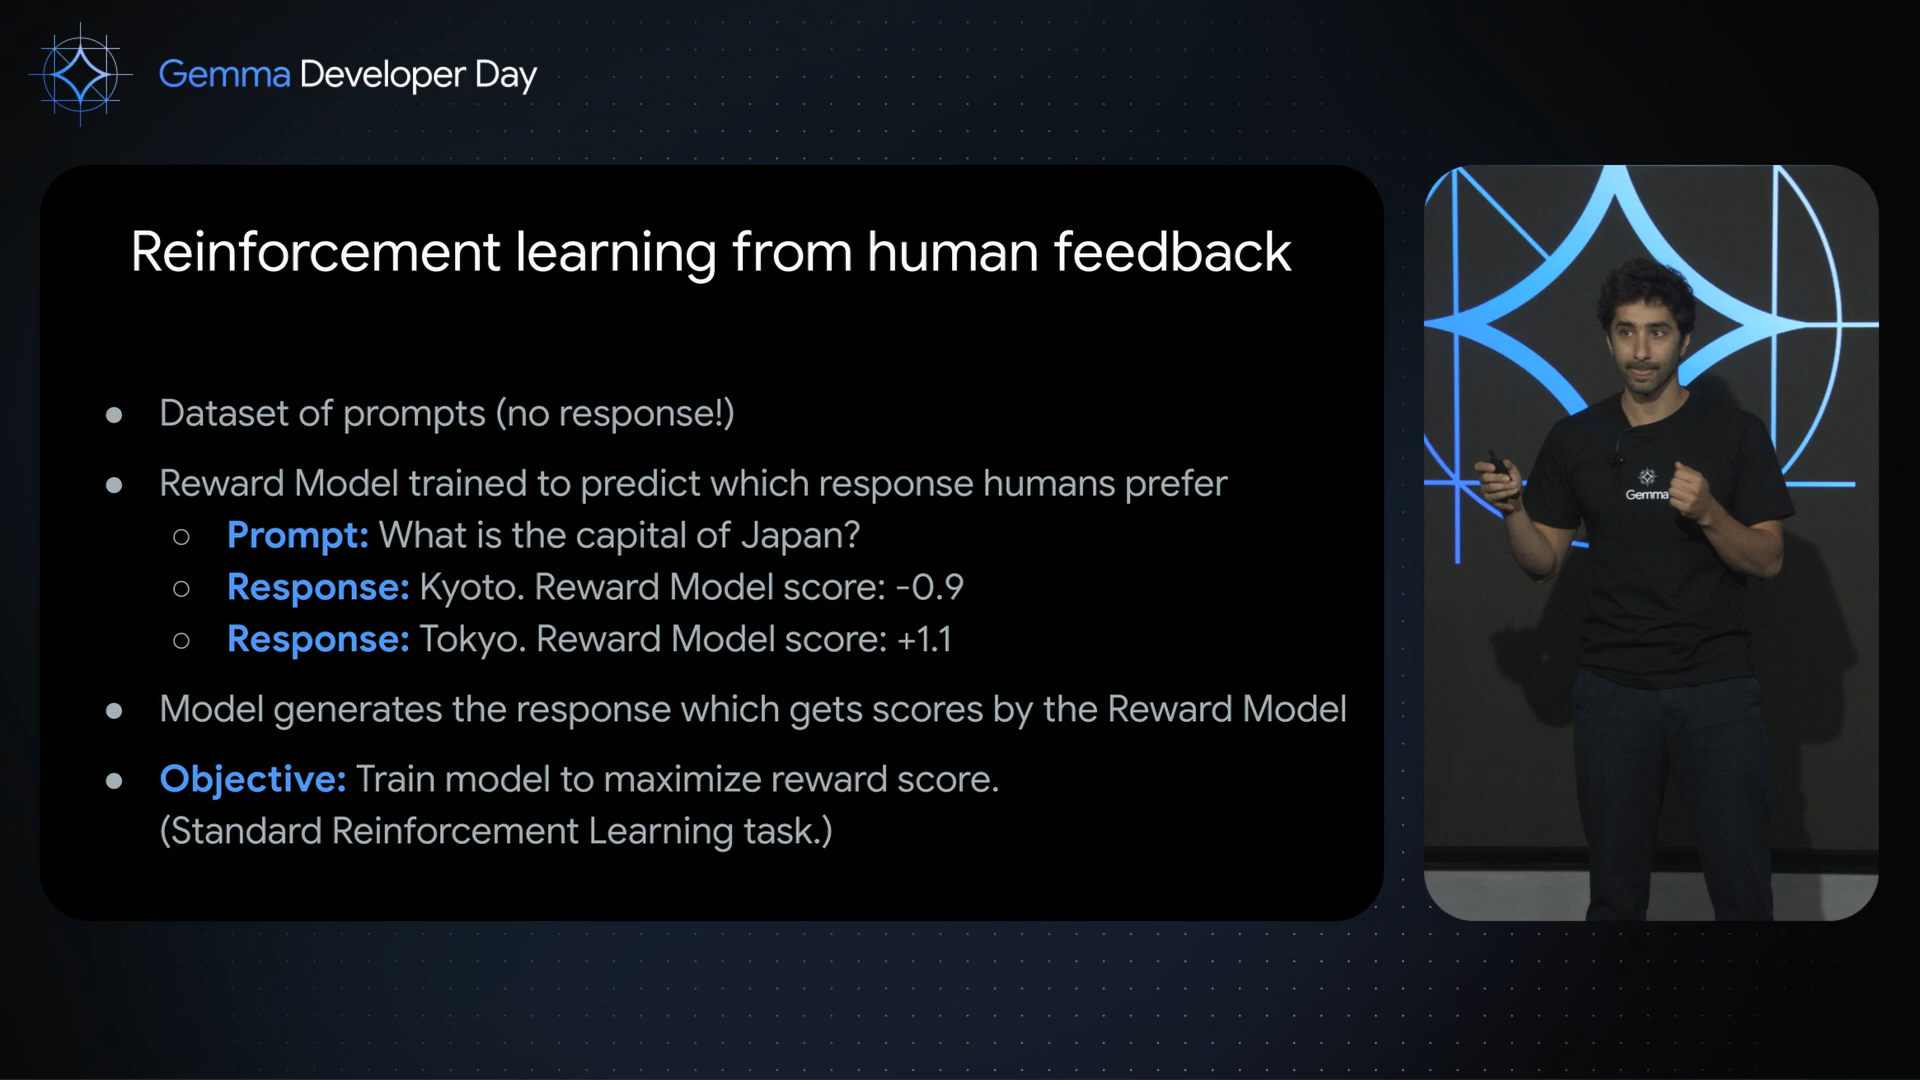 Gemma Developer Day
Reinforcement learning from human feedback
● Dataset of prompts (no response!)
● Reward Model trained to predict which response humans prefer
○ Prompt: What is the capital of Japan?
○ Response: Kyoto. Reward Model score: -0.9
○ Response: Tokyo. Reward Model score: +1.1
● Model generates the response which gets scores by the Reward Model
● Objective: Train model to maximize reward score.
(Standard Reinforcement Learning task.)
Gemma